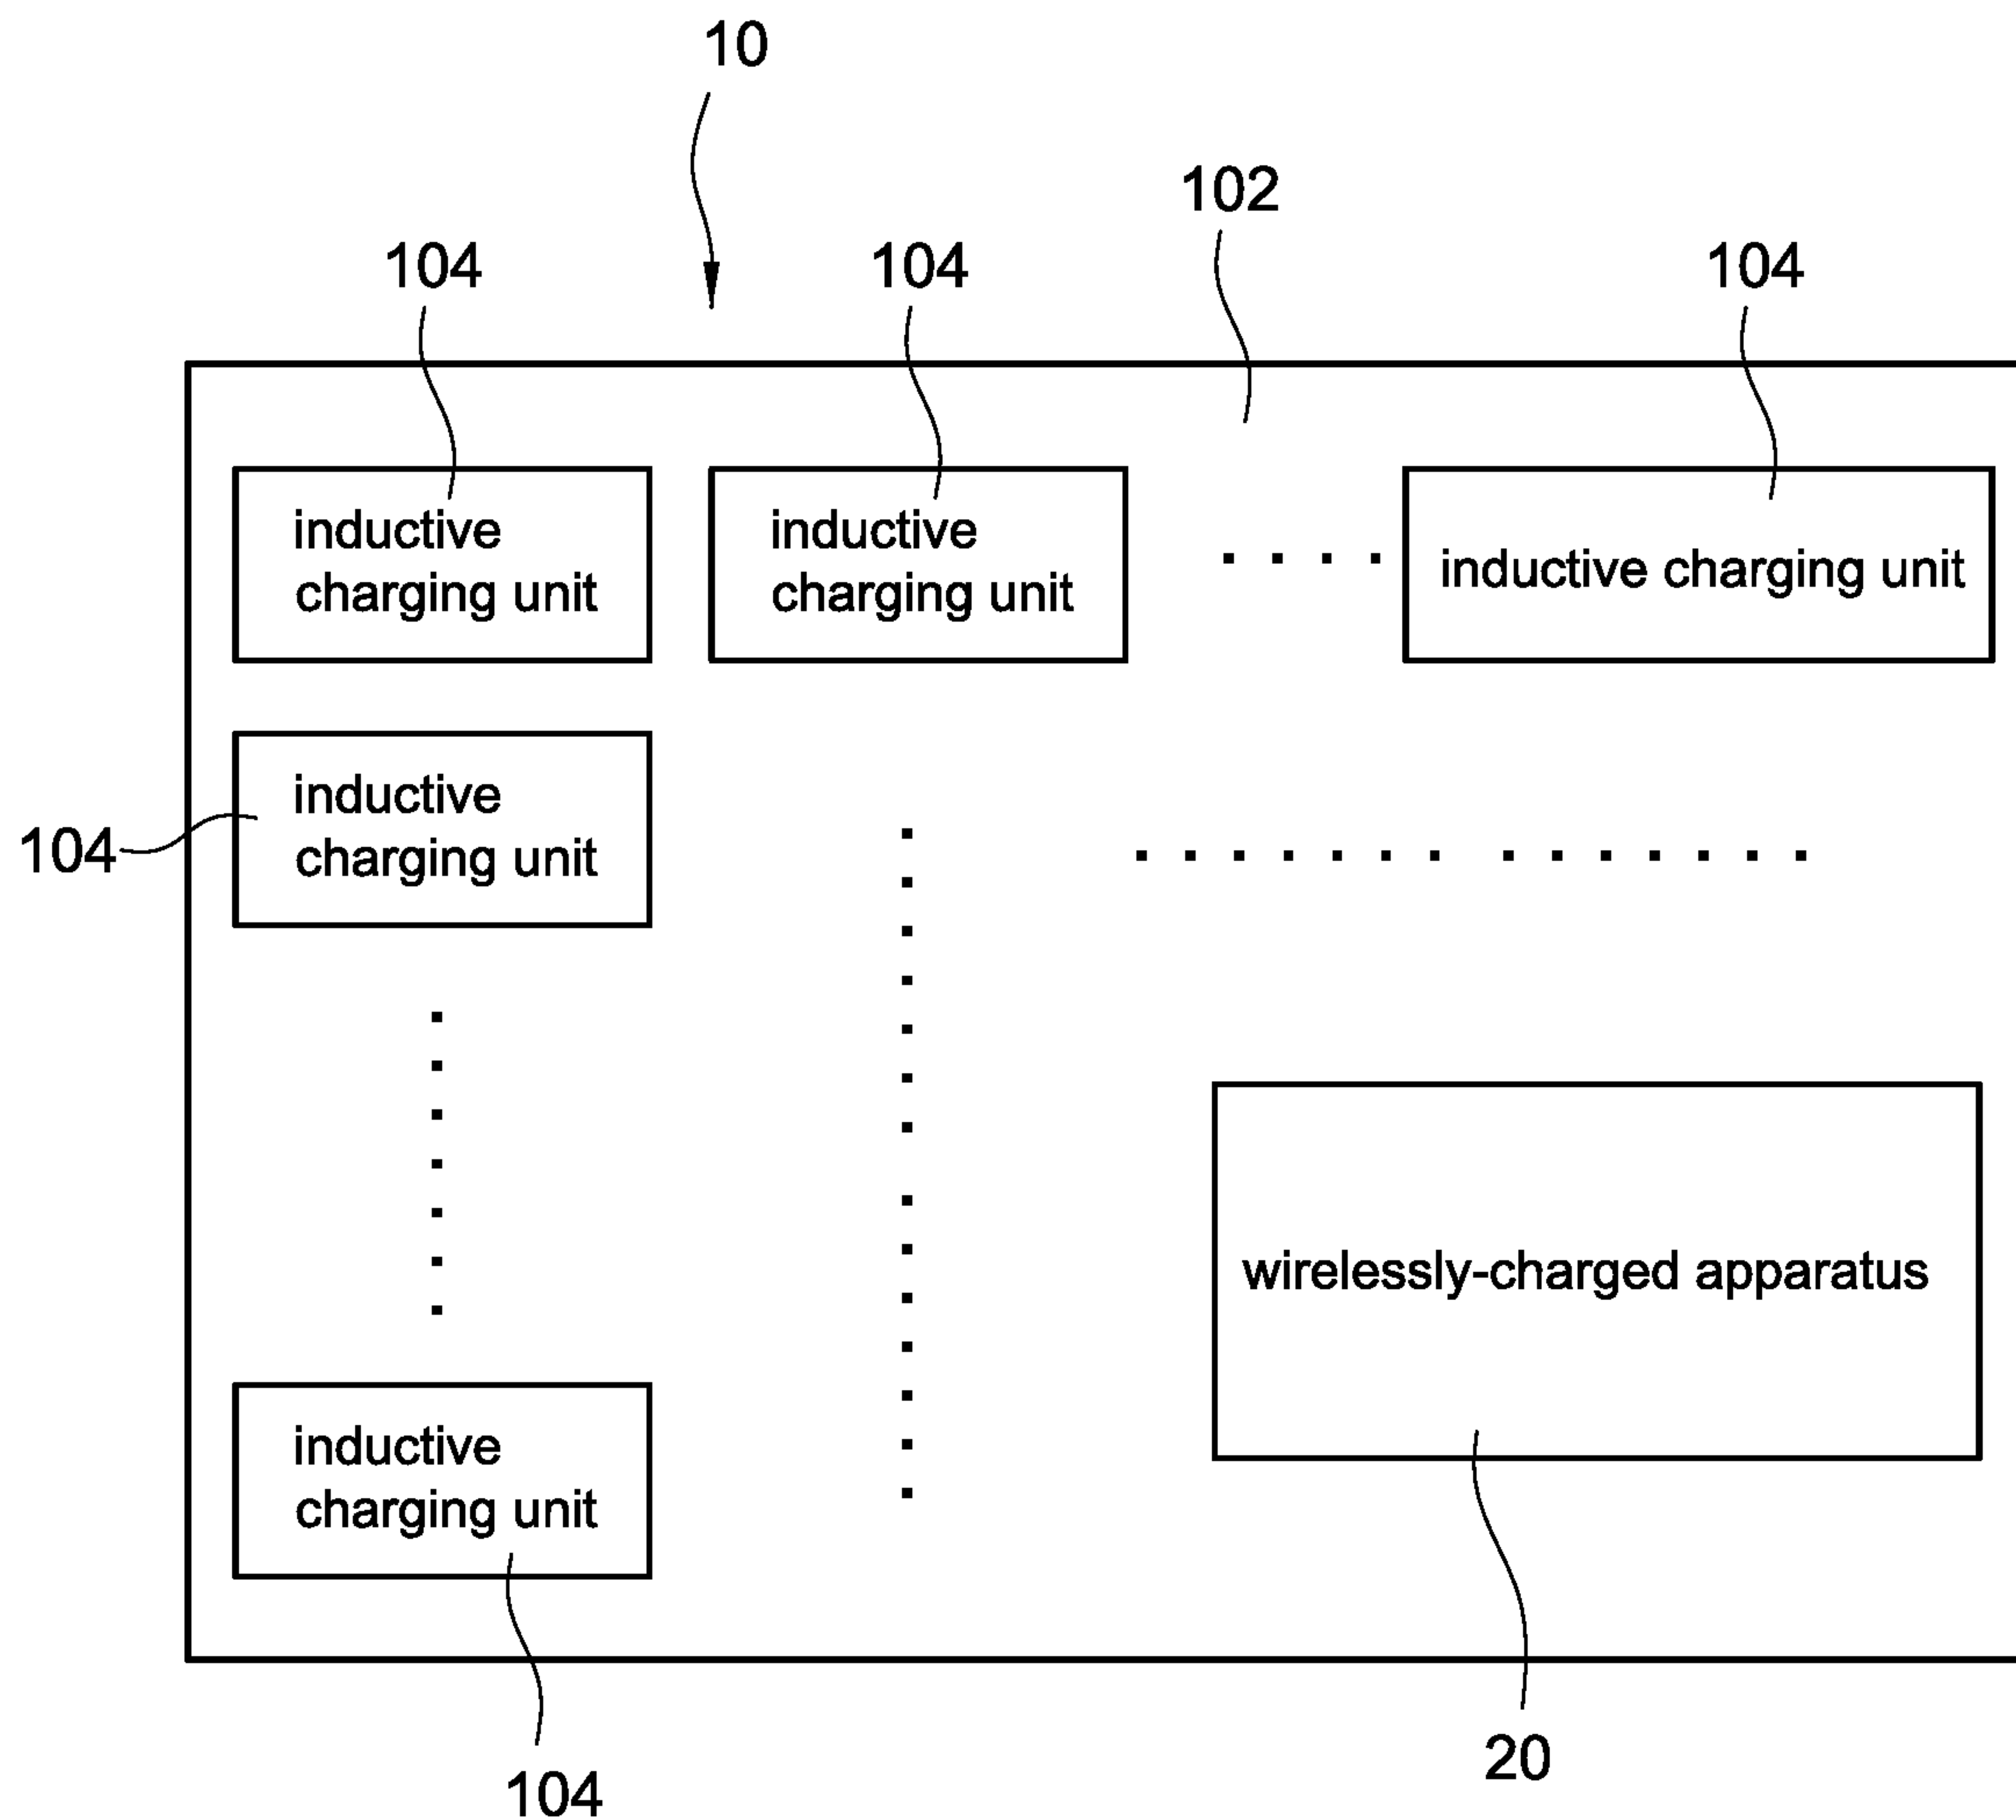 10
102
104
104
104
inductive
charging unit
inductive
charging unit
inductive charging unit
104
inductive
charging unit
wirelessly-charged apparatus
inductive
charging unit
20
104